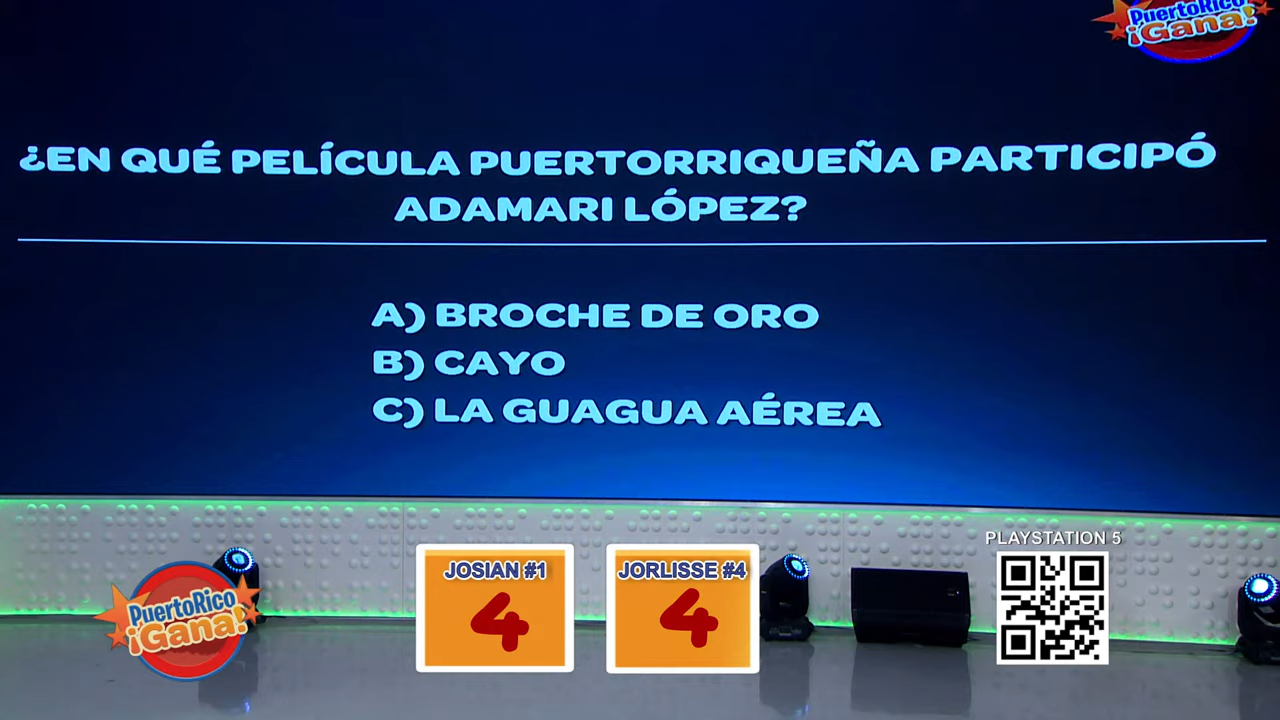 PuertoRico
¡Gana!
¿EN QUÉ PELÍCULA PUERTORRIQUEÑA PARTICIPÓ
ADAMARI LÓPEZ?
A) BROCHE DE ORO
B) CAYO
C) LA GUAGUA AÉREA
PLAYSTATION 5
JOSIAN #1
4
JORLISSE #4
4
PuertoRico
¡Gana!